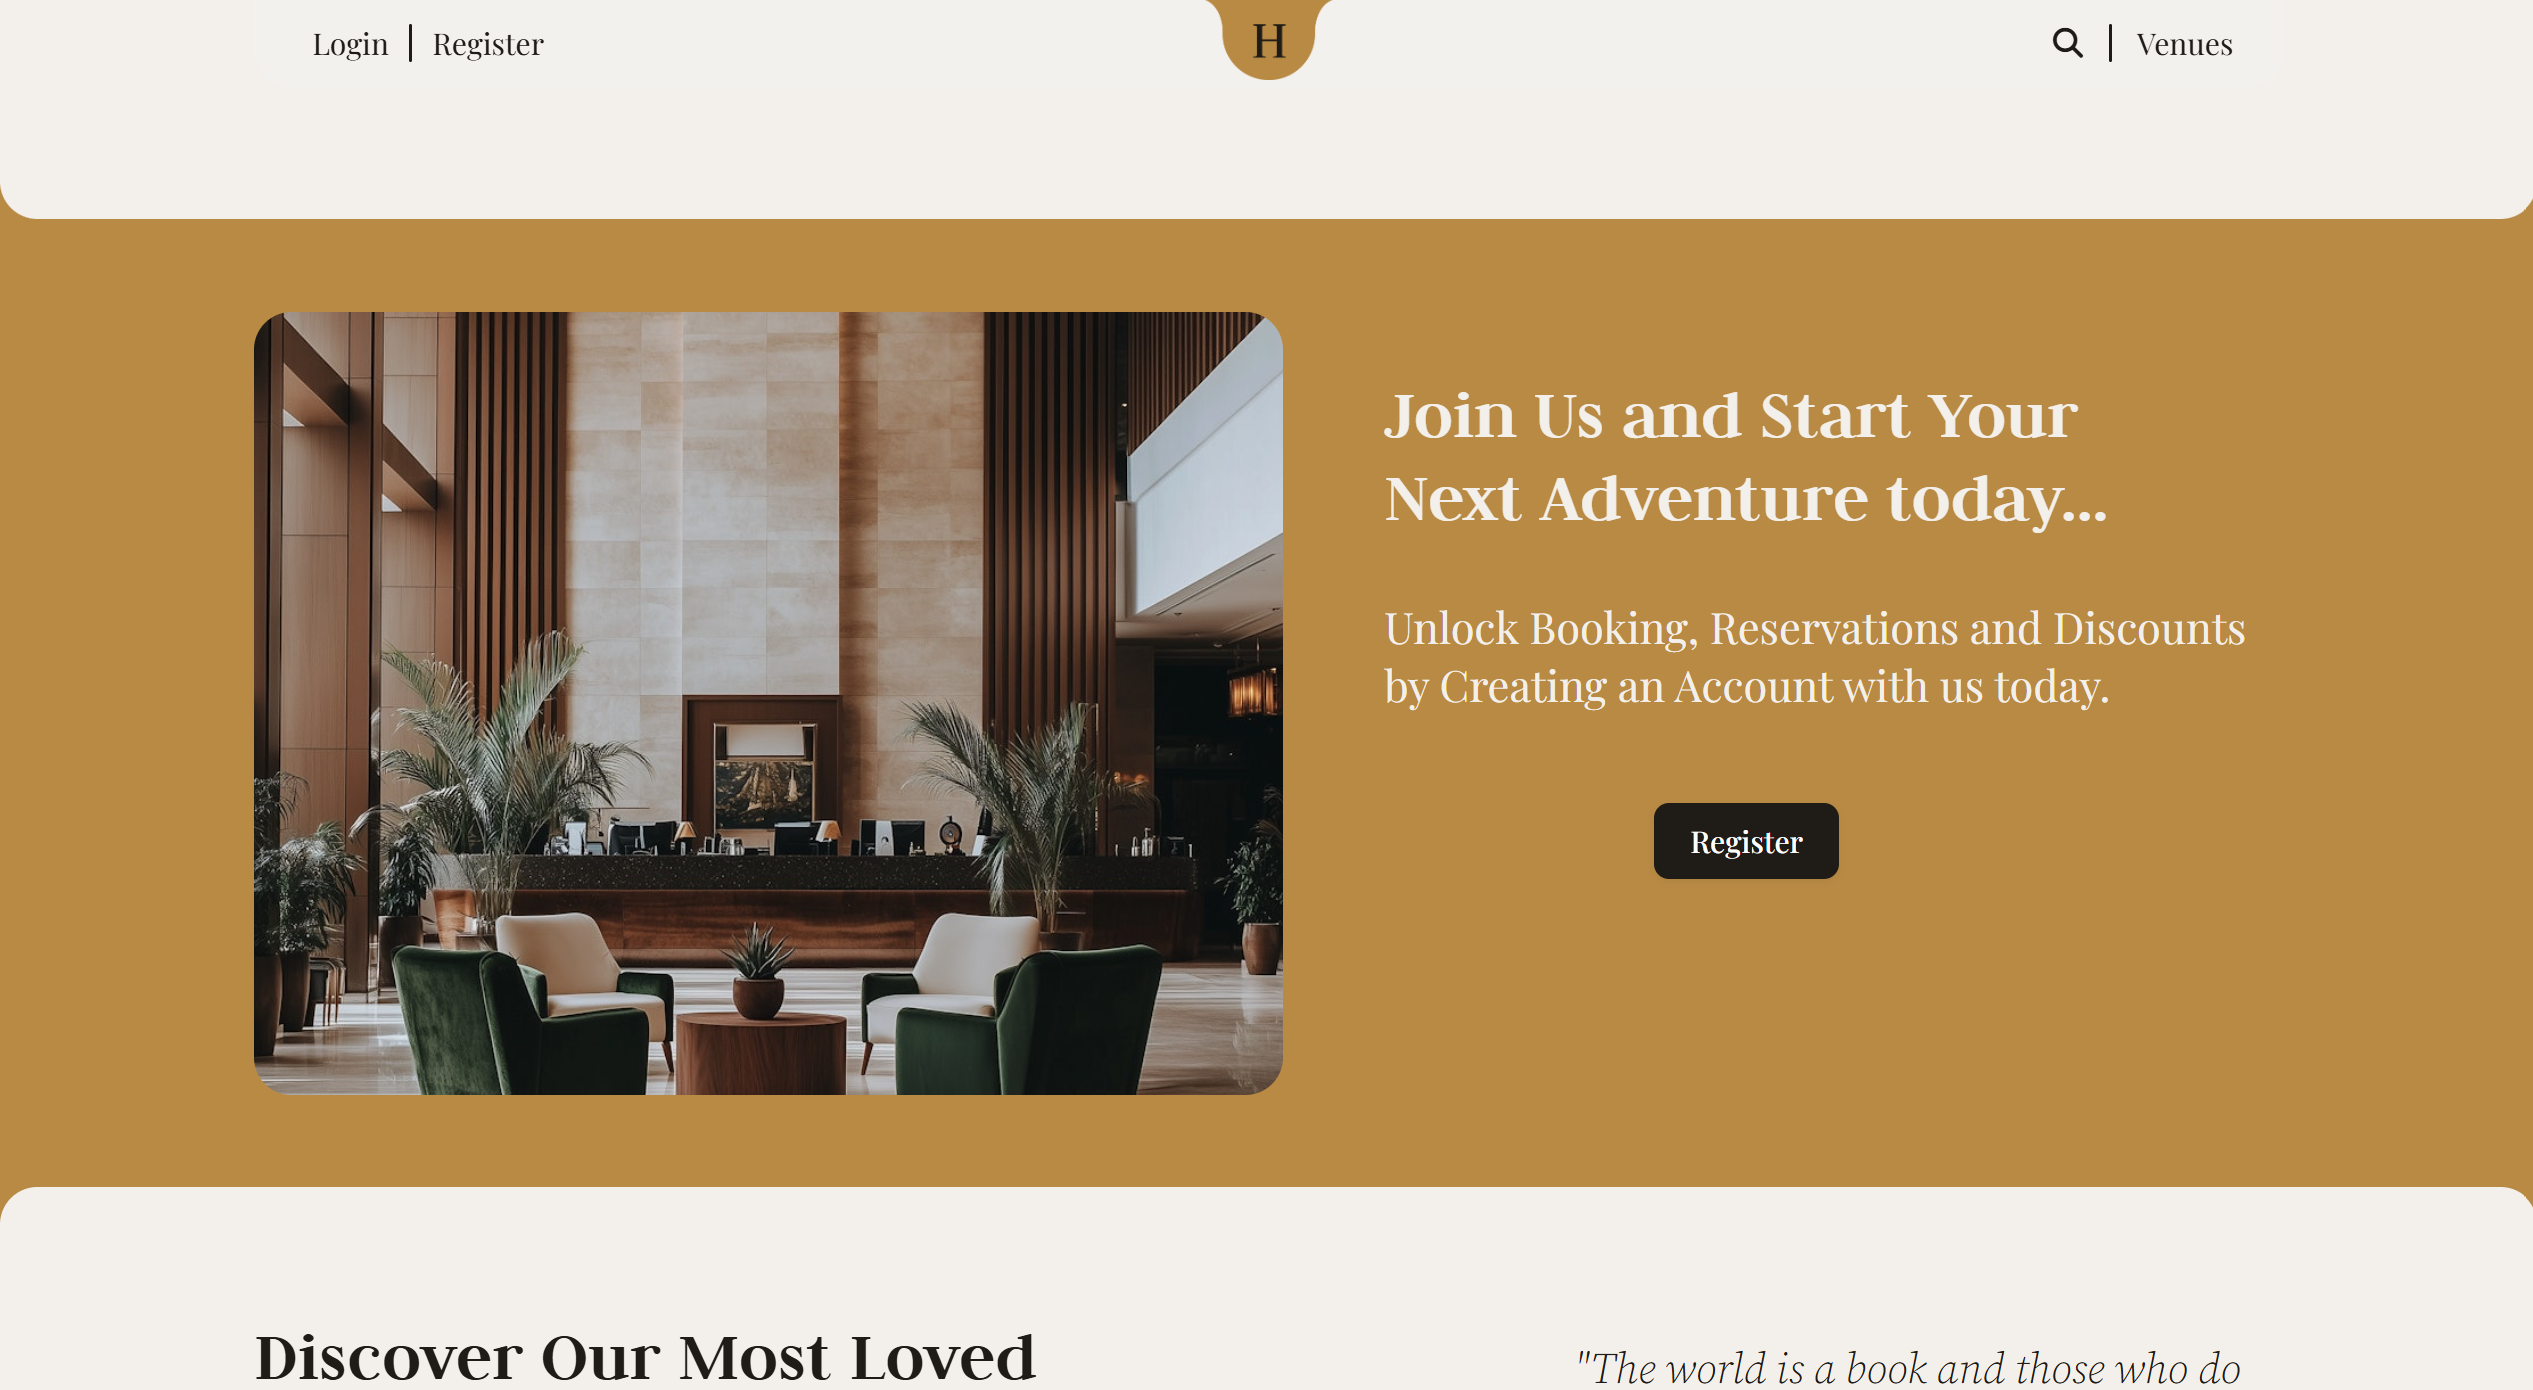 Login | Register
H
Venues
Join Us and Start Your
Next Adventure today...
Unlock Booking, Reservations and Discounts
by Creating an Account with us today.
Register
Discover Our Most Loved
"The world is a book and those who do